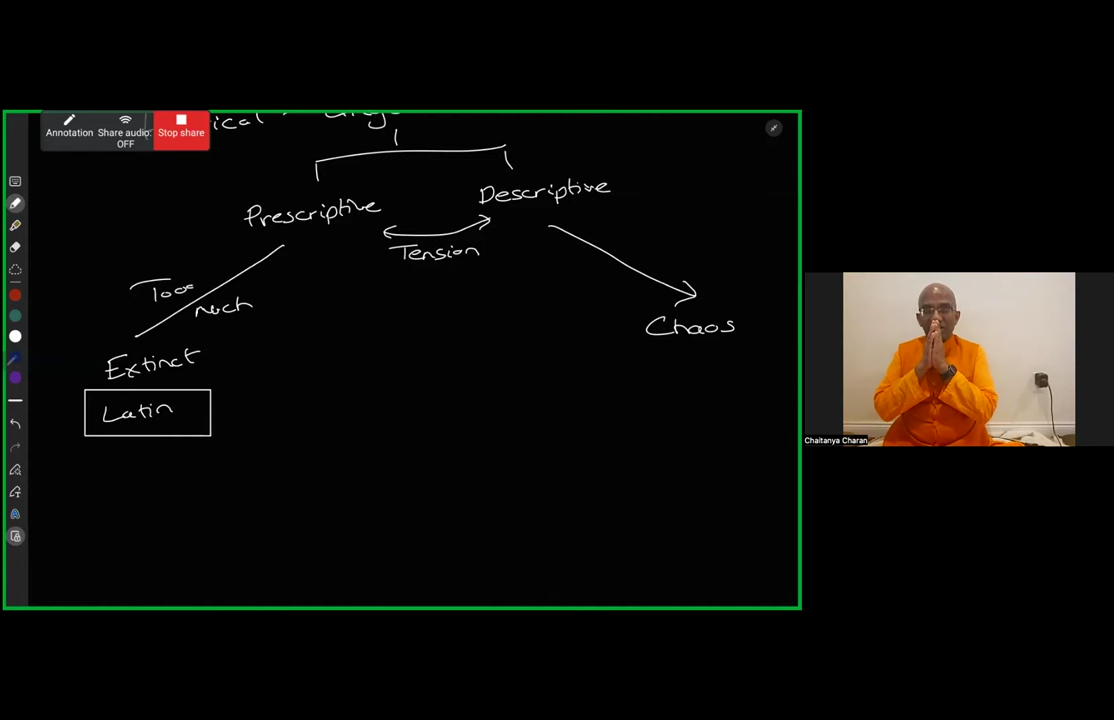 Annotation
Share audio:
OFF
Stop share
Descriptive
Prescriptive
Tension
Too
much
Chaos
Extinct
Latin
Chaitanya Charan